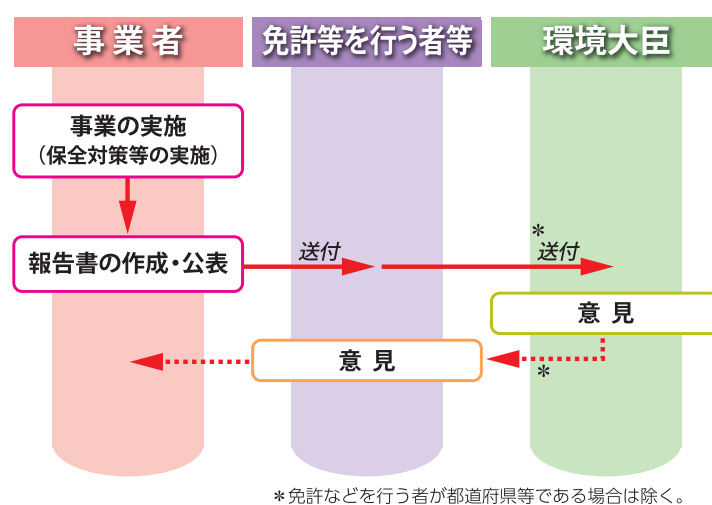 事業者
免許等を行う者等
環境大臣
事業の実施
（保全対策等の実施）
報告書の作成・公表
送付
＊
送付
意見
意見
＊
＊免許などを行う者が都道府県等である場合は除く。